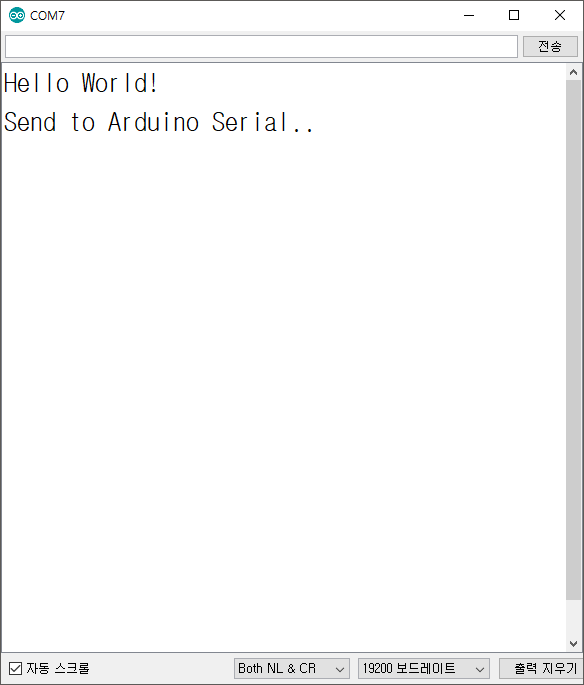 COM7
전송
Hello World!
Send to Arduino Serial..
자동 스크롤
Both NL & CR
19200 보드레이트
출력 지우기